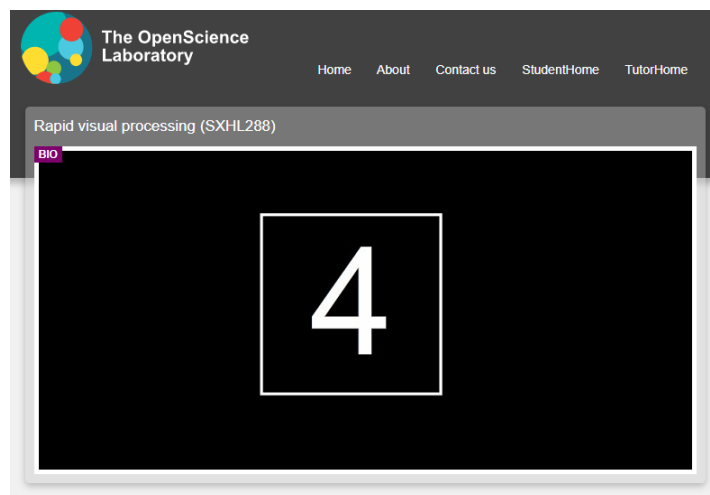 The OpenScience
Laboratory
Home About Contact us StudentHome TutorHome
Rapid visual processing (SXHL288)
BIO
4